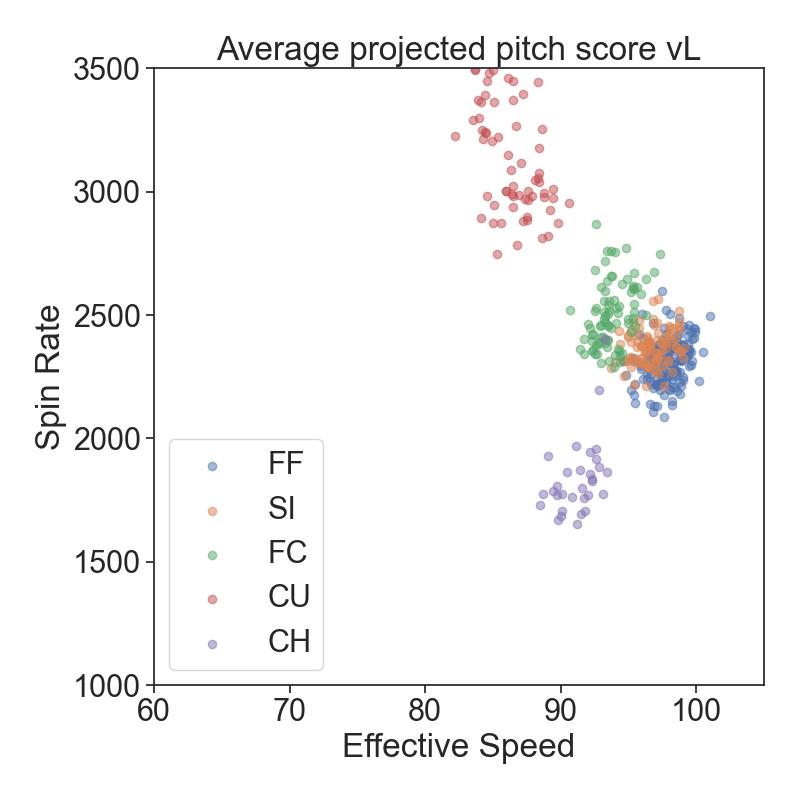 Average projected pitch score vL
3500
3000
2500
2000
1500
1000
Spin Rate
FF
SI
FC
CU
CH
60 70 80 90 100
Effective Speed